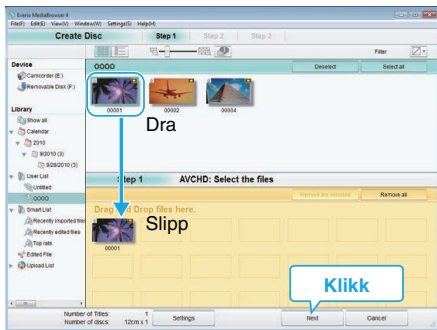 Everio MediaBrowser 4
File(F) Edit(E) View(V) Window(W) Settings(S) Help(H)
Create Disc Step 1 Step 2 Step 3
Filter
Device
Camcorder (E:)
Removable Disk (F:)
Library
Show all
Calendar
2010
9/2010 (3)
9/28/2010 (3)
User List
Untitled
0000
Smart List
Recently imported files
Recently edited files
Top rate
Edited File
Upload List
0000 Deselect Select all
00001 00002 00004
Dra
Step 1 AVCHD: Select the files
Remove the selected Remove all
Drag and Drop files here.
Slipp
00001
Klikk
Number of Titles: 1
Number of discs: 12cm x 1
Settings Next Cancel